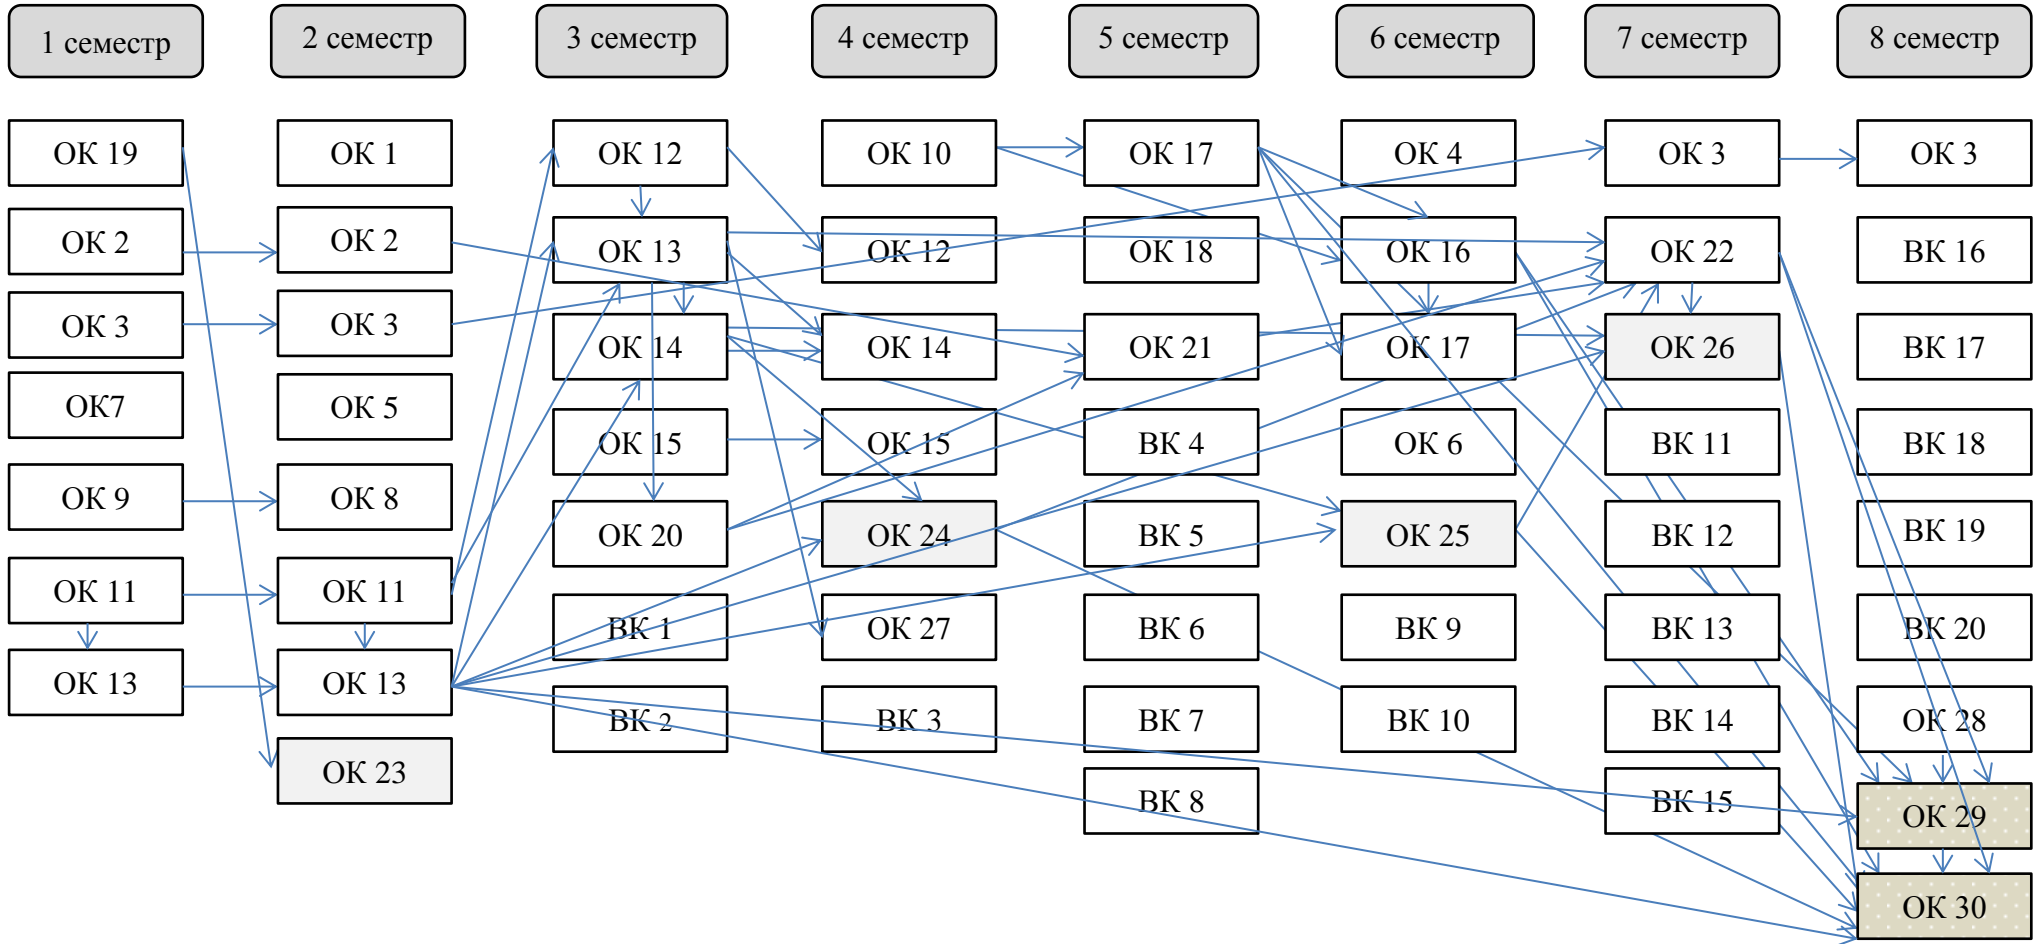 1 семестр
2 семестр
3 семестр
4 семестр
5 семестр
6 семестр
7 семестр
8 семестр
ОК 19
ОК 1
ОК 12
ОК 10
ОК 17
ОК 4
ОК 3
ОК 3
ОК 2
ОК 2
ОК 13
ОК 12
ОК 18
ОК 16
ОК 22
ВК 16
ОК 3
ОК 3
ОК 14
ОК 14
ОК 21
ОК 17
ОК 26
ВК 17
ОК7
ОК 5
ОК 15
ОК 15
ВК 4
ОК 6
ВК 11
ВК 18
ОК 9
ОК 8
ОК 20
ОК 24
ВК 5
ОК 25
ВК 12
ВК 19
ОК 11
ОК 11
ВК 1
ОК 27
ВК 6
ВК 9
ВК 13
ВК 20
ОК 13
ОК 13
ВК 2
ВК 3
ВК 7
ВК 10
ВК 14
ОК 28
ОК 23
ВК 8
ВК 15
ОК 29
ОК 30